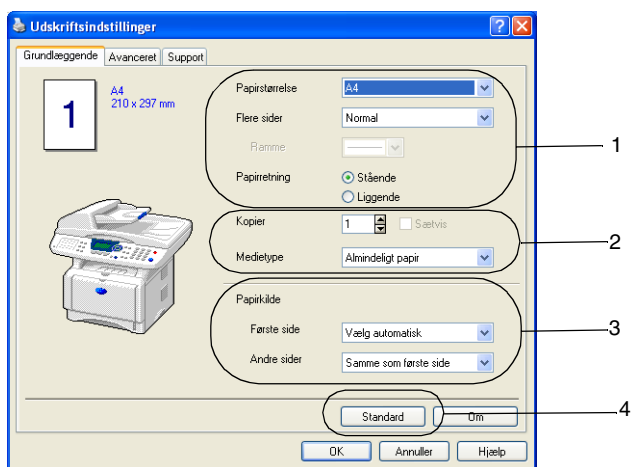 Udskriftsindstillinger
Grundlæggende Avanceret Support
1
A4
210 x 297 mm
Papirstørrelse A4
Flere sider Normal
Ramme
Papirretning Stående
Liggende
1
Kopier 1 Sætvis
Medietype Almindeligt papir
2
Papirkilde
Første side Vælg automatisk
Andre sider Samme som første side
3
Standard Om
4
OK Annuller Hjælp